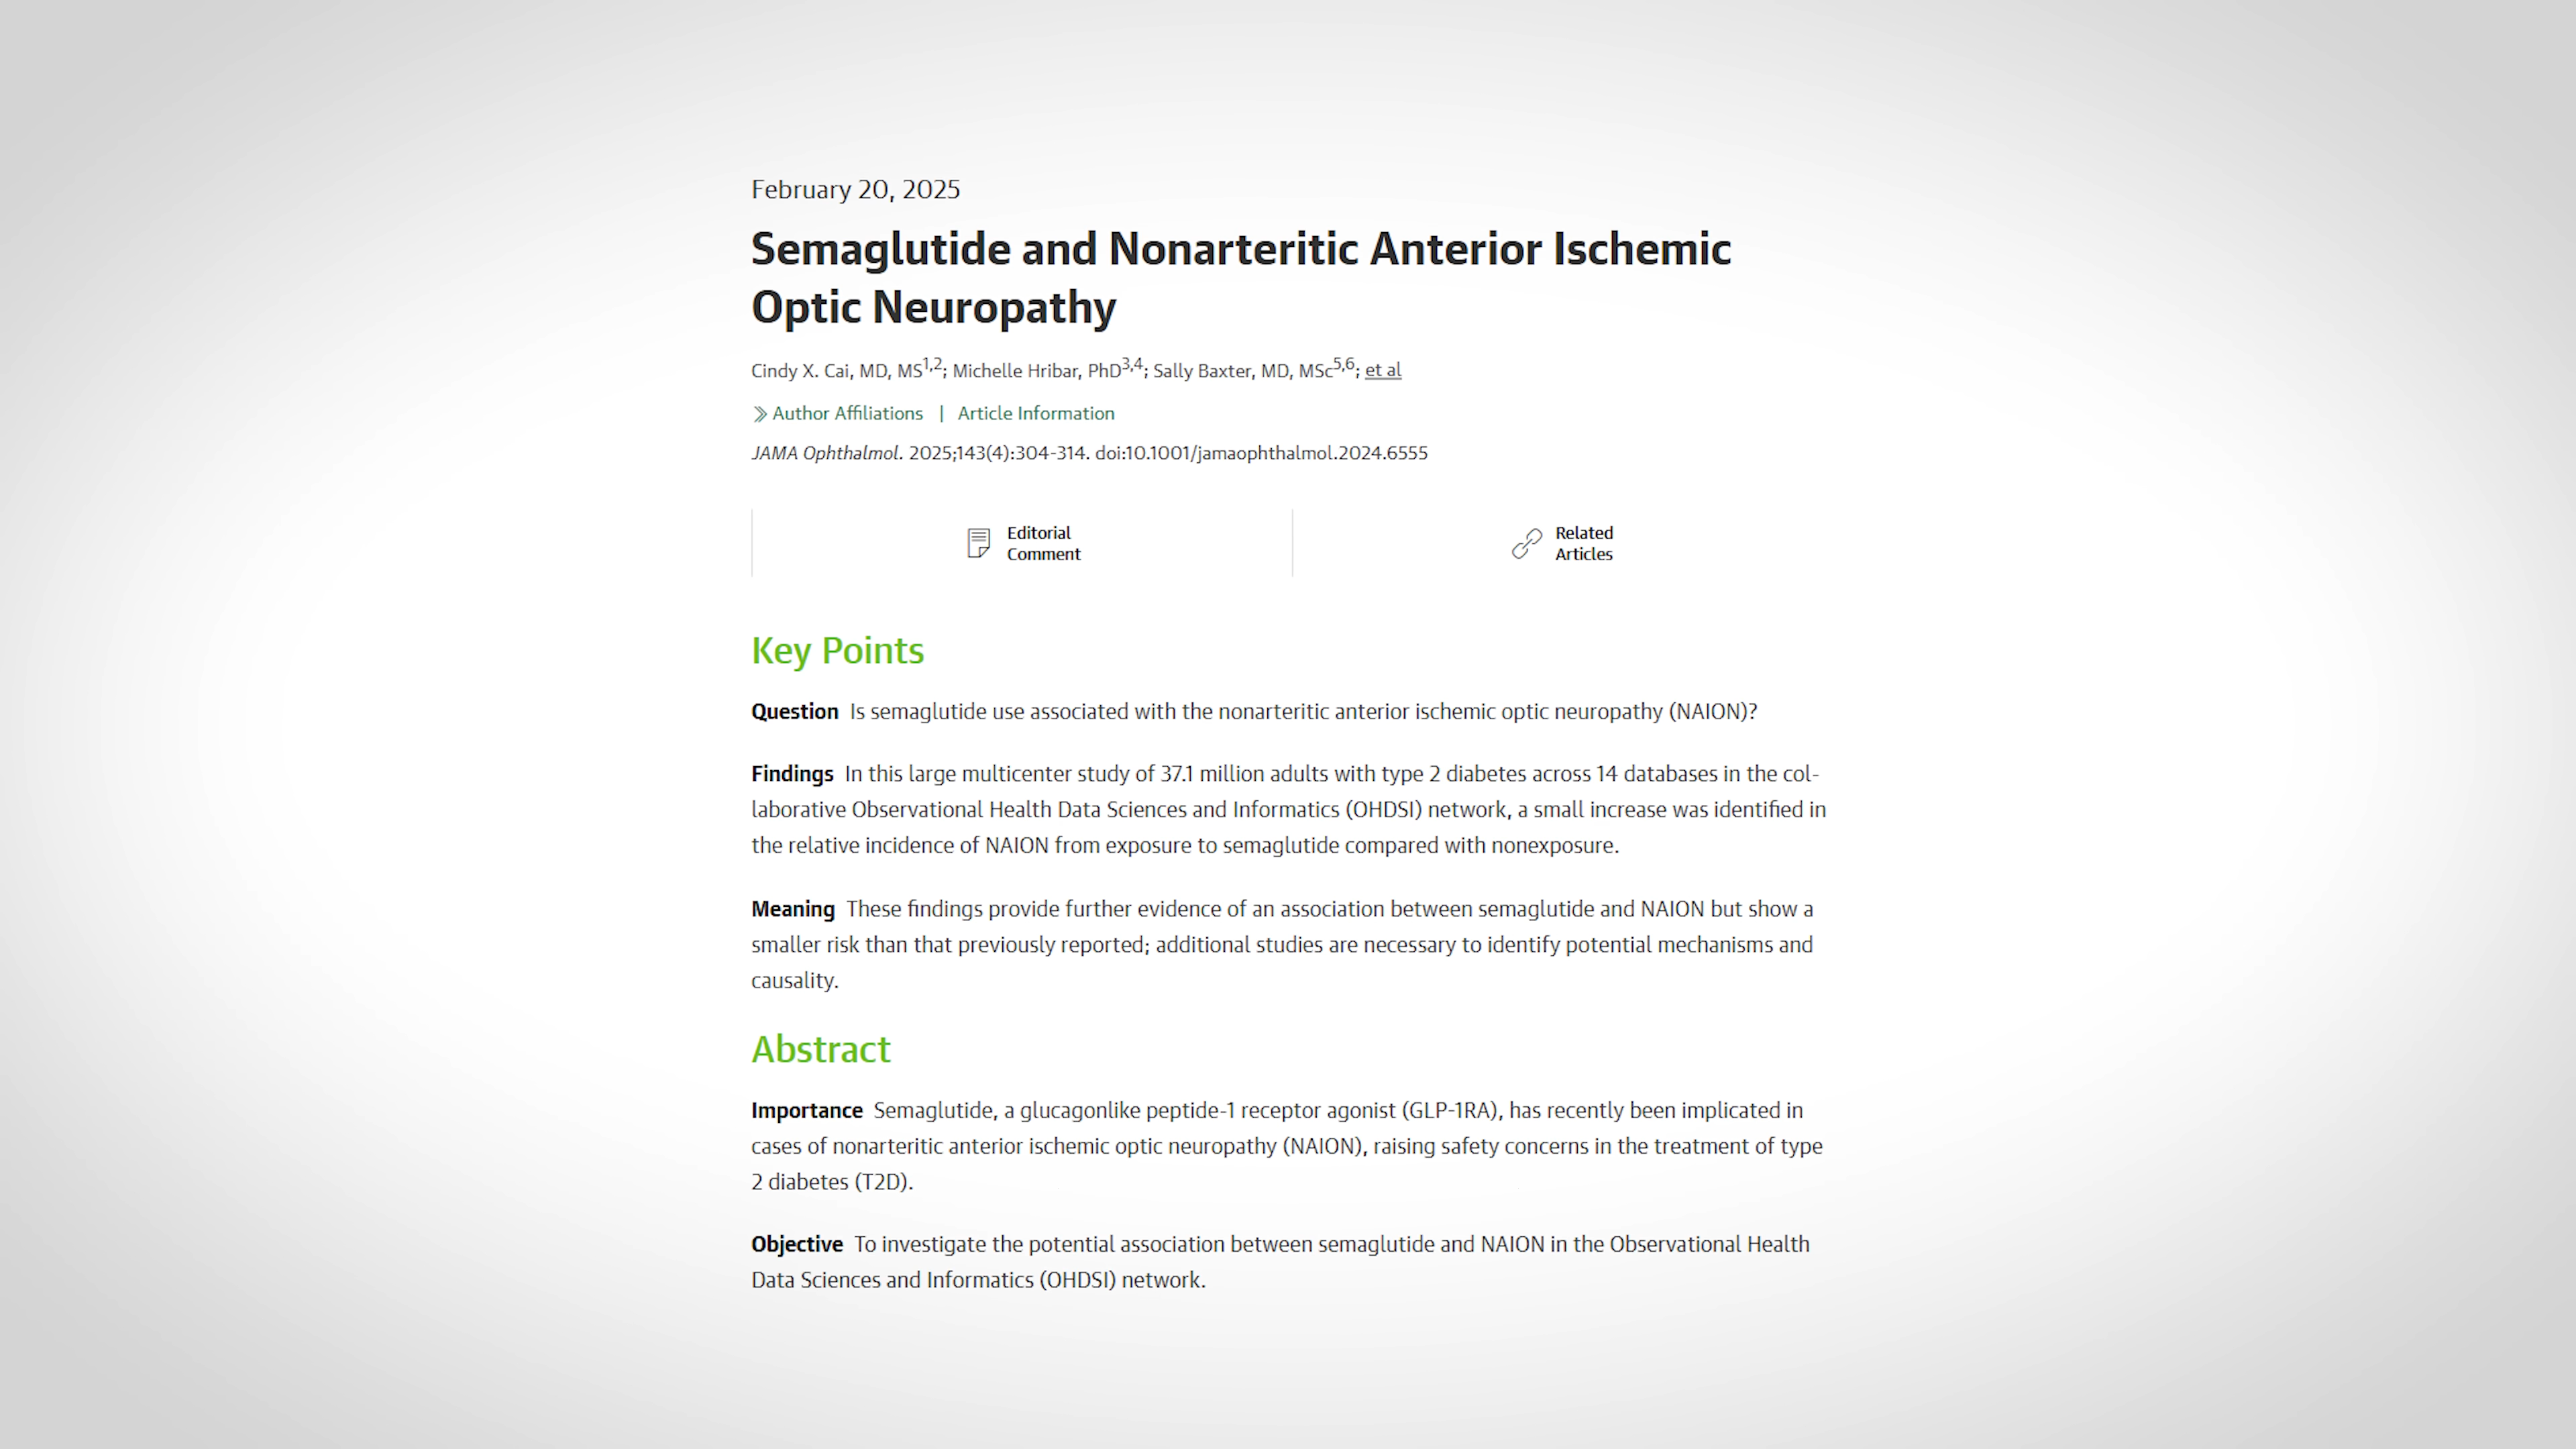 February 20, 2025
Semaglutide and Nonarteritic Anterior Ischemic
Optic Neuropathy
Cindy X. Cai, MD, MS1,2; Michelle Hribar, PhD3,4; Sally Baxter, MD, MSc5,6; et al
Author Affiliations | Article Information
JAMA Ophthalmol. 2025;143(4):304-314. doi:10.1001/jamaophthalmol.2024.6555
Editorial
Comment
Related
Articles
Key Points
Question Is semaglutide use associated with the nonarteritic anterior ischemic optic neuropathy (NAION)?
Findings In this large multicenter study of 37.1 million adults with type 2 diabetes across 14 databases in the col-
laborative Observational Health Data Sciences and Informatics (OHDSI) network, a small increase was identified in
the relative incidence of NAION from exposure to semaglutide compared with nonexposure.
Meaning These findings provide further evidence of an association between semaglutide and NAION but show a
smaller risk than that previously reported; additional studies are necessary to identify potential mechanisms and
causality.
Abstract
Importance Semaglutide, a glucagonlike peptide-1 receptor agonist (GLP-1RA), has recently been implicated in
cases of nonarteritic anterior ischemic optic neuropathy (NAION), raising safety concerns in the treatment of type
2 diabetes (T2D).
Objective To investigate the potential association between semaglutide and NAION in the Observational Health
Data Sciences and Informatics (OHDSI) network.